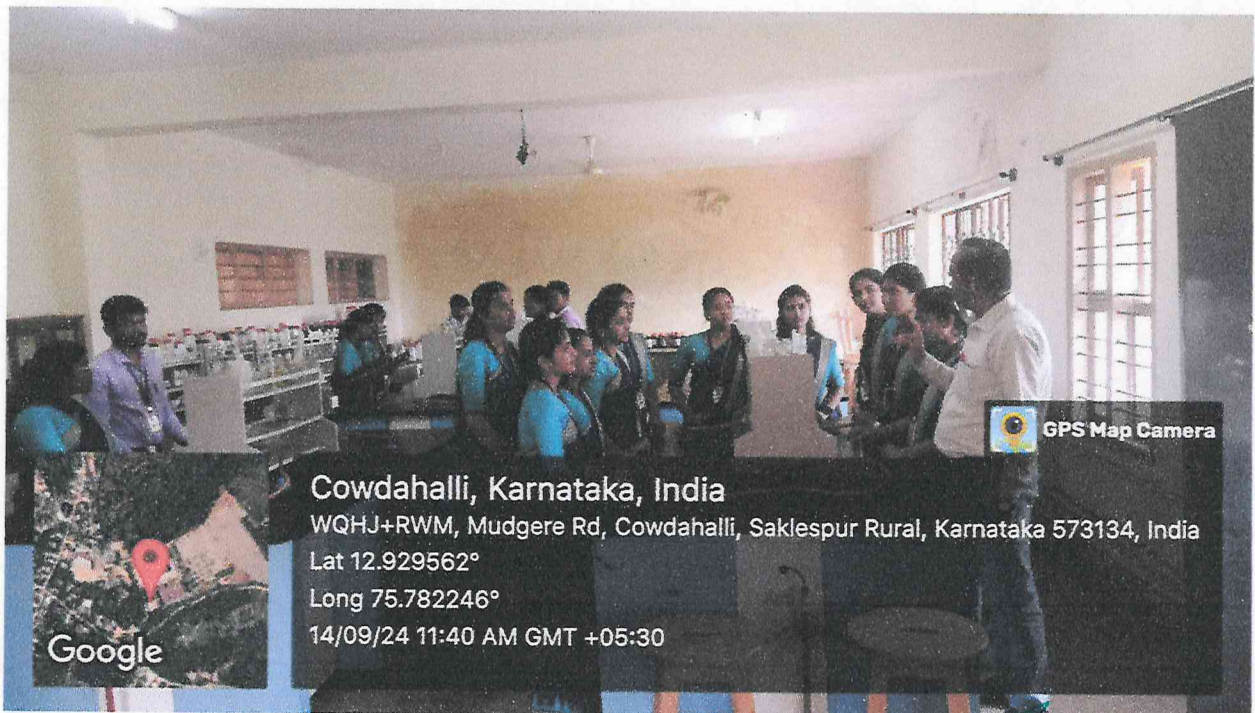 GPS Map Camera
Cowdahalli, Karnataka, India
WQHJ+RWM, Mudgere Rd, Cowdahalli, Saklespur Rural, Karnataka 573134, India
Lat 12.929562°
Long 75.782246°
14/09/24 11:40 AM GMT +05:30
Google